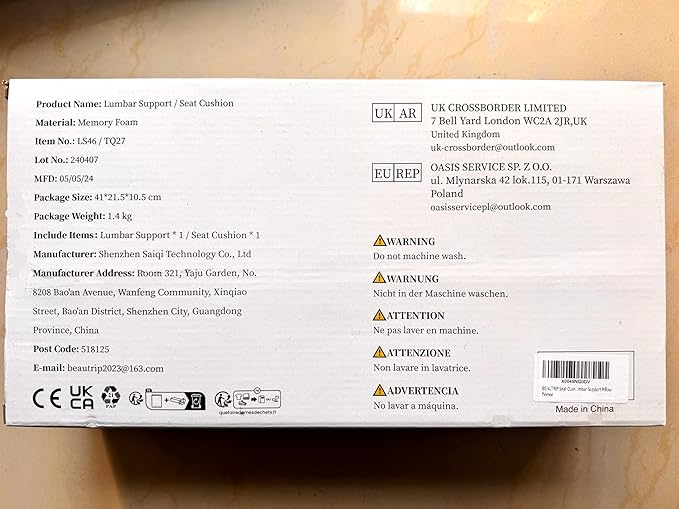 Product Name: Lumbar Support / Seat Cushion
Material: Memory Foam
Item No.: LS46 / TQ27
Lot No.: 240407
MFD: 05/05/24
Package Size: 41*21.5*10.5 cm
Package Weight: 1.4 kg
Include Items: Lumbar Support * 1 / Seat Cushion * 1
Manufacturer: Shenzhen Saiqi Technology Co., Ltd
Manufacturer Address: Room 321, Yaju Garden, No.
8208 Bao'an Avenue, Wanfeng Community, Xinqiao
Street, Bao'an District, Shenzhen City, Guangdong
Province, China
Post Code: 518125
E-mail: beautrip2023@163.com
CE UK
CA
21
PAP
quefairedemesdechets.fr
UK AR
UK CROSSBORDER LIMITED
7 Bell Yard London WC2A 2JR,UK
United Kingdom
uk-crossborder@outlook.com
EU REP
OASIS SERVICE SP. Z O.O.
ul. Mlynarska 42 lok.115, 01-171 Warszawa
Poland
oasisservicepl@outlook.com
WARNING
Do not machine wash.
WARNUNG
Nicht in der Maschine waschen.
ATTENTION
Ne pas laver en machine.
ATTENZIONE
Non lavare in lavatrice.
ADVERTENCIA
No lavar a máquina.
Support Pillow
New
Made in China